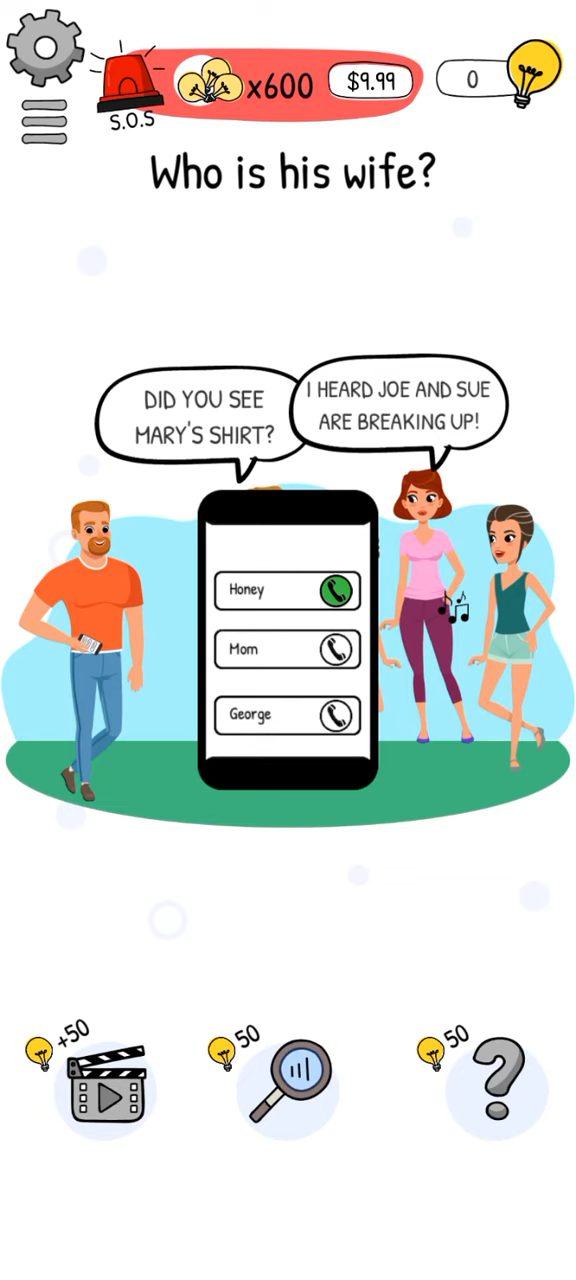 x600
$9.99
0
S.O.S
Who is his wife?
DID YOU SEE
MARY'S SHIRT?
I HEARD JOE AND SUE
ARE BREAKING UP!
Honey
Mom
George
+50
50
50